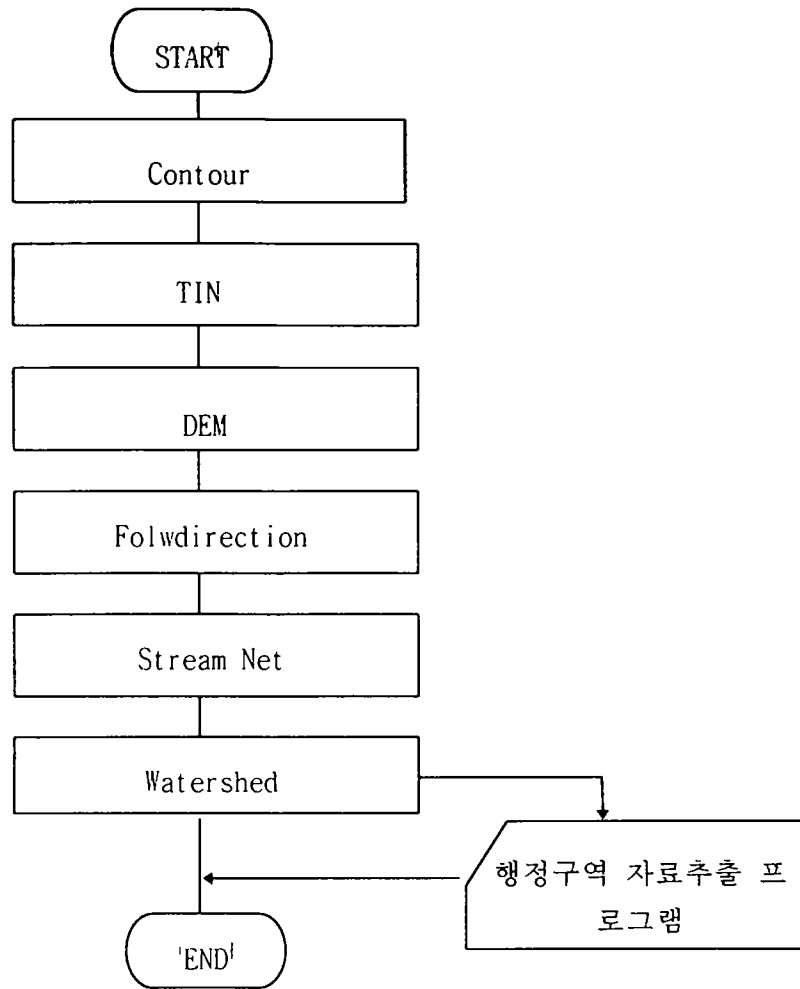 START
Contour
TIN
DEM
Folwdirection
Stream Net
Watershed
행정구역 자료추출 프
로그램
'END'